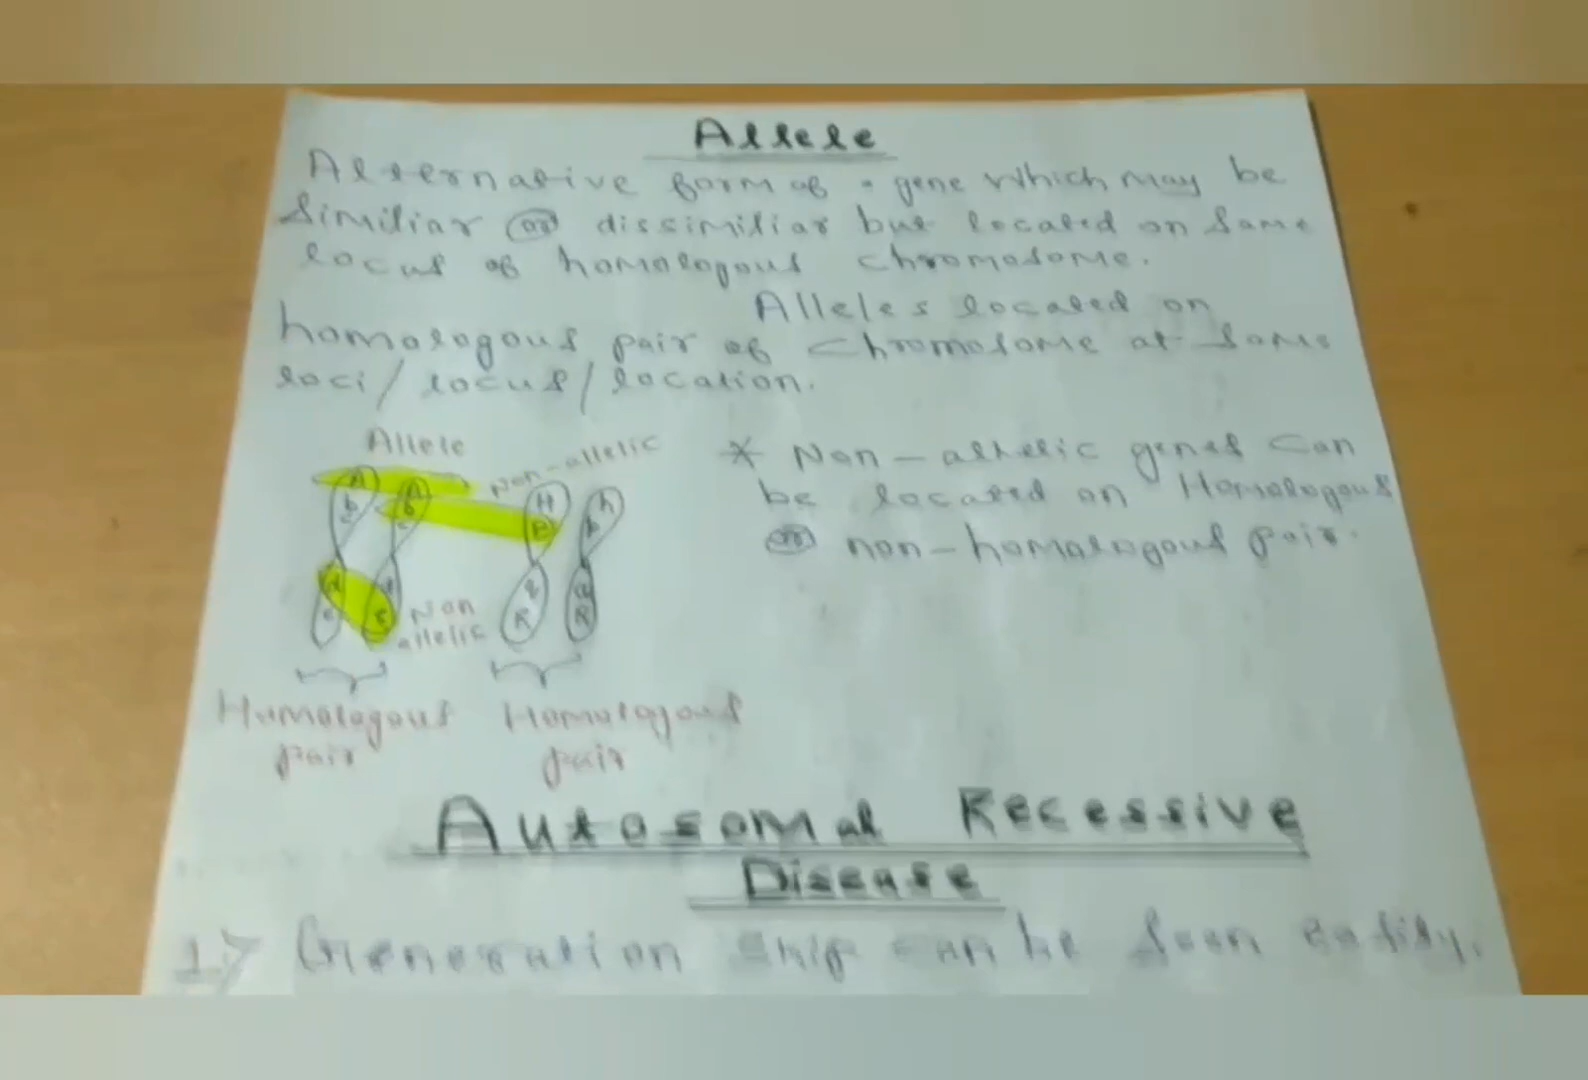 Allele
Alternative form of a gene which may be
Similiar or dissimiliar but located on Same
locus of homologous chromosome.
Alleles located on
homologous pair of chromosome at Same
loci/locus/location.
Allele
Non-allelic
* Non-allelic genes can
be located on Homologous
or non-homologous pair.
A A H h
b b P b
c c
d d q q
e e R R
Non
allelic
Homologous Homologous
pair pair
Autosomal Recessive
Disease
1> Generation Skip can be Seen easily.